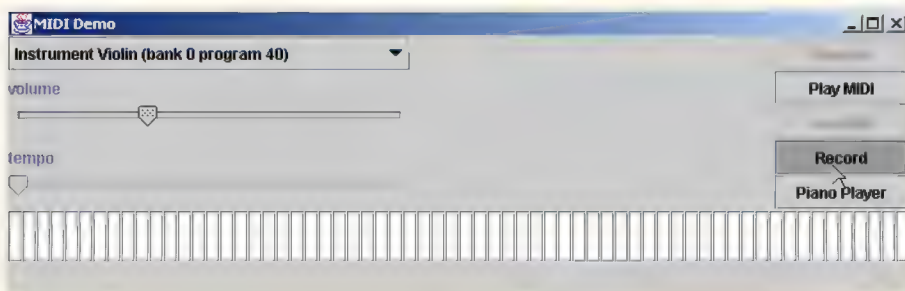 MIDI Demo
Instrument Violin (bank 0 program 40)
volume
Play MIDI
tempo
Record
Piano Player